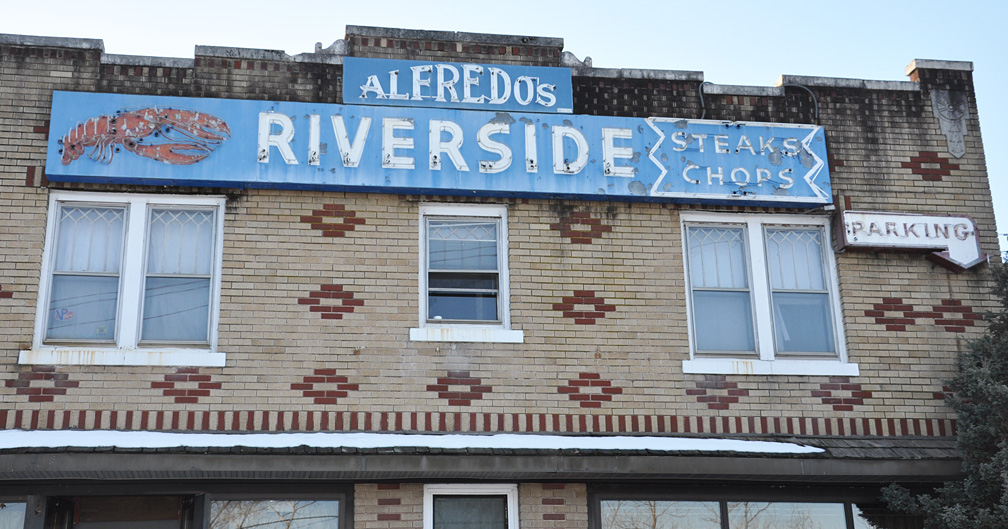 ALFREDO'S
RIVERSIDE
STEAKS
CHOPS
PARKING